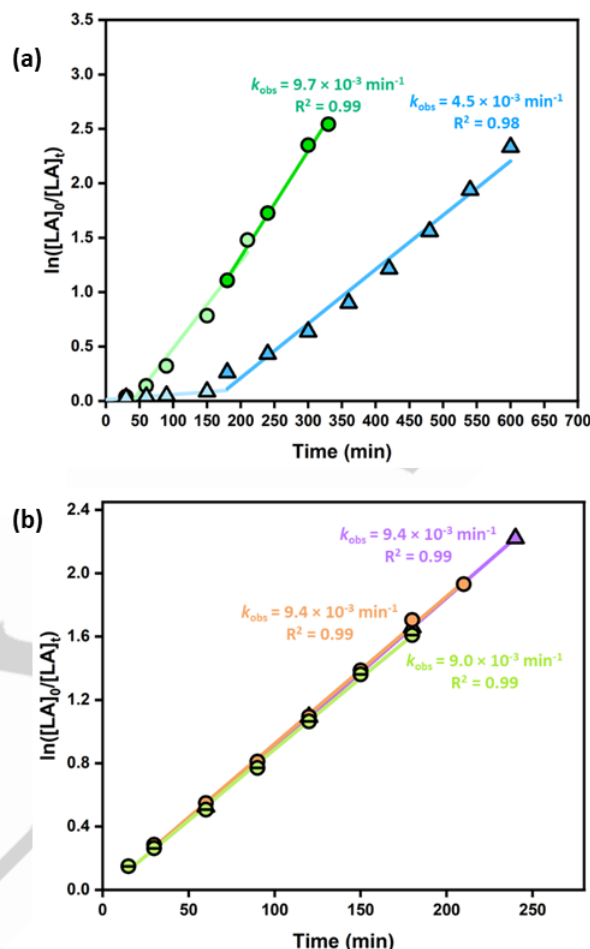 (a)
k_obs = 9.7 × 10⁻³ min⁻¹
R² = 0.99
k_obs = 4.5 × 10⁻³ min⁻¹
R² = 0.98
3.5
3.0
2.5
2.0
1.5
1.0
0.5
0.0
ln([LA]₀/[LA]ₜ)
0 50 100 150 200 250 300 350 400 450 500 550 600 650 700
Time (min)
(b)
k_obs = 9.4 × 10⁻³ min⁻¹
R² = 0.99
k_obs = 9.4 × 10⁻³ min⁻¹
R² = 0.99
k_obs = 9.0 × 10⁻³ min⁻¹
R² = 0.99
2.4
2.0
1.6
1.2
0.8
0.4
0.0
ln([LA]₀/[LA]ₜ)
0 50 100 150 200 250
Time (min)